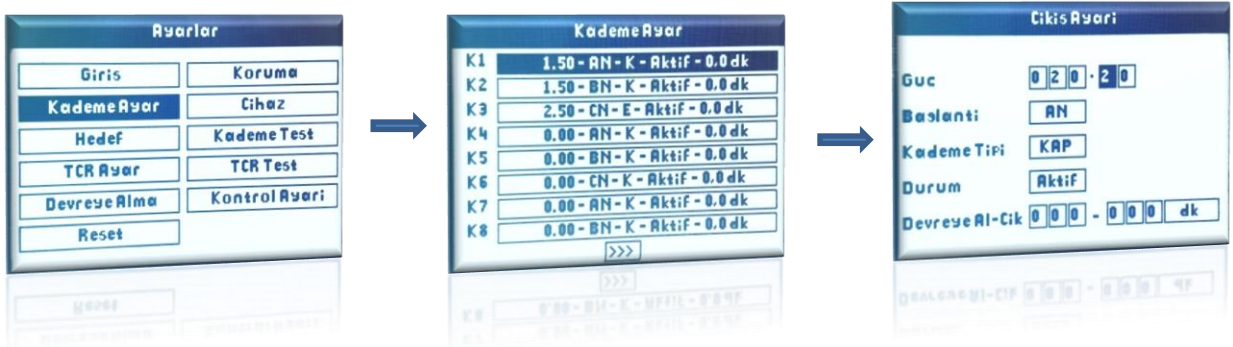 Ayarlar
Giris
Koruma
Kademe Ayar
Cihaz
Hedef
Kademe Test
TCR Ayar
TCR Test
Devreye Alma
Kontrol Ayari
Reset
Kademe Ayar
K1 1.50 - AN - K - Aktif - 0.0 dk
K2 1.50 - BN - K - Aktif - 0.0 dk
K3 2.50 - CN - E - Aktif - 0.0 dk
K4 0.00 - AN - K - Aktif - 0.0 dk
K5 0.00 - BN - K - Aktif - 0.0 dk
K6 0.00 - CN - K - Aktif - 0.0 dk
K7 0.00 - AN - K - Aktif - 0.0 dk
K8 0.00 - BN - K - Aktif - 0.0 dk
>>>
Cikis Ayari
Guc 0 2 0 . 2 0
Baglanti AN
Kademe Tipi KAP
Durum Aktif
Devreye Al-Cik 0 0 0 - 0 0 0 dk